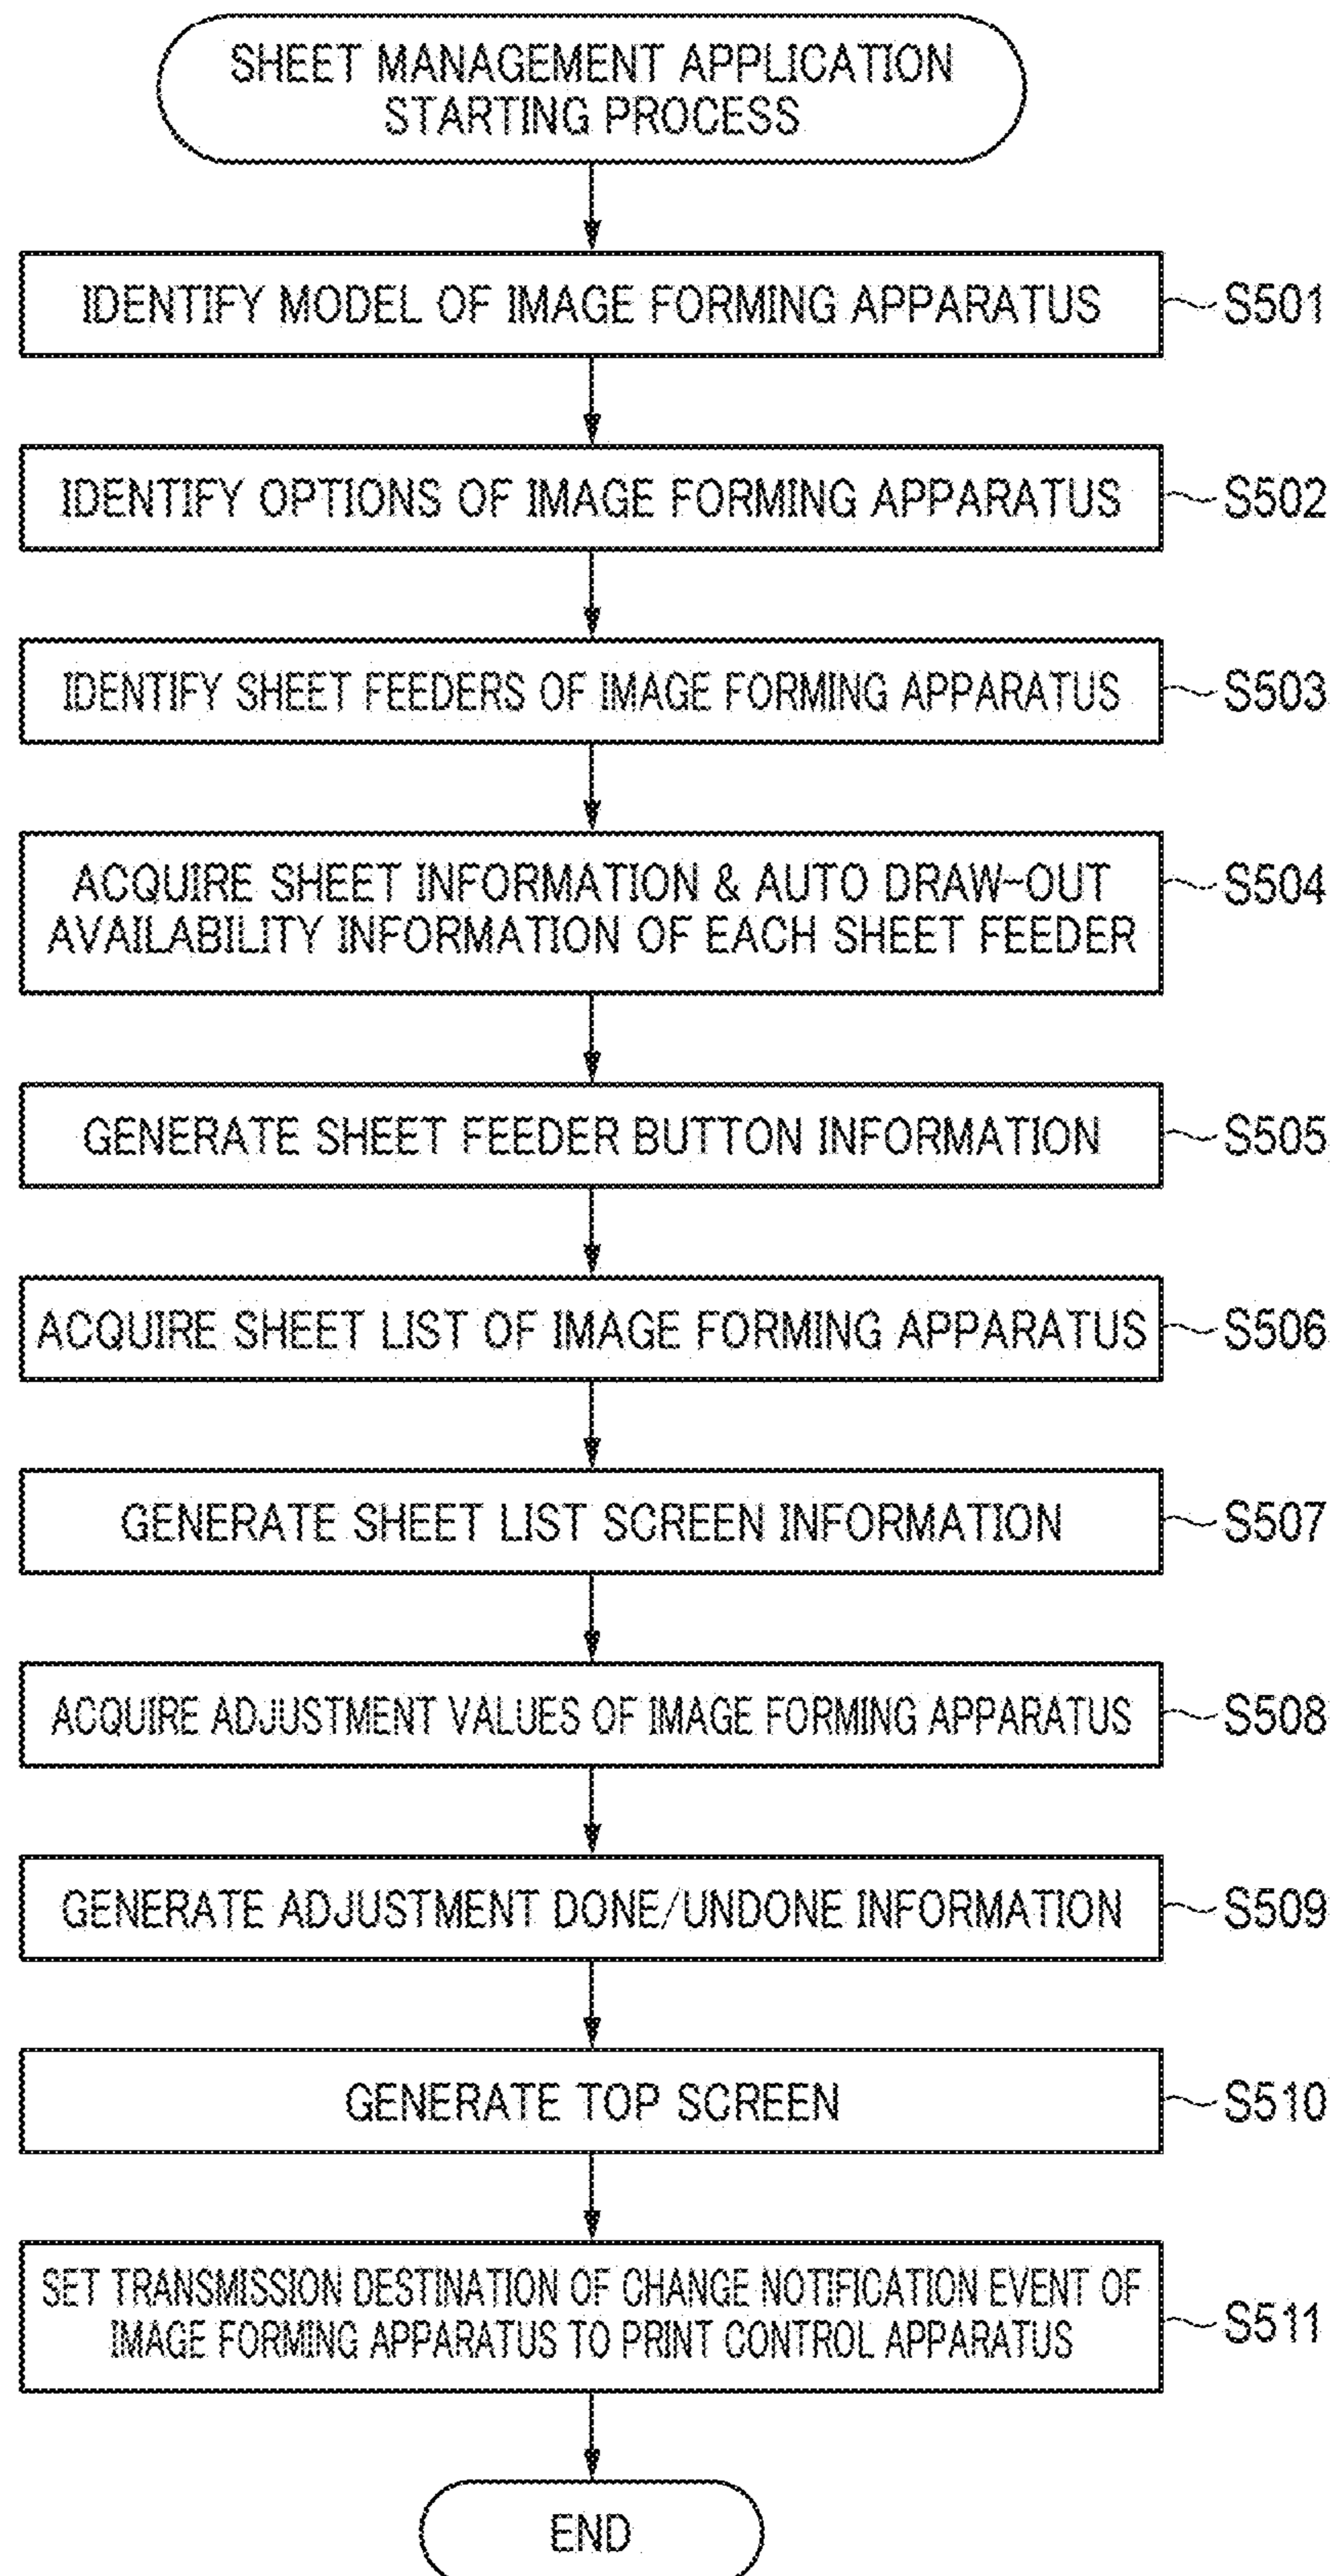 SHEET MANAGEMENT APPLICATION
STARTING PROCESS
IDENTIFY MODEL OF IMAGE FORMING APPARATUS
S501
IDENTIFY OPTIONS OF IMAGE FORMING APPARATUS
S502
IDENTIFY SHEET FEEDERS OF IMAGE FORMING APPARATUS
S503
ACQUIRE SHEET INFORMATION & AUTO DRAW-OUT
AVAILABILITY INFORMATION OF EACH SHEET FEEDER
S504
GENERATE SHEET FEEDER BUTTON INFORMATION
S505
ACQUIRE SHEET LIST OF IMAGE FORMING APPARATUS
S506
GENERATE SHEET LIST SCREEN INFORMATION
S507
ACQUIRE ADJUSTMENT VALUES OF IMAGE FORMING APPARATUS
S508
GENERATE ADJUSTMENT DONE/UNDONE INFORMATION
S509
GENERATE TOP SCREEN
S510
SET TRANSMISSION DESTINATION OF CHANGE NOTIFICATION EVENT OF
IMAGE FORMING APPARATUS TO PRINT CONTROL APPARATUS
S511
END